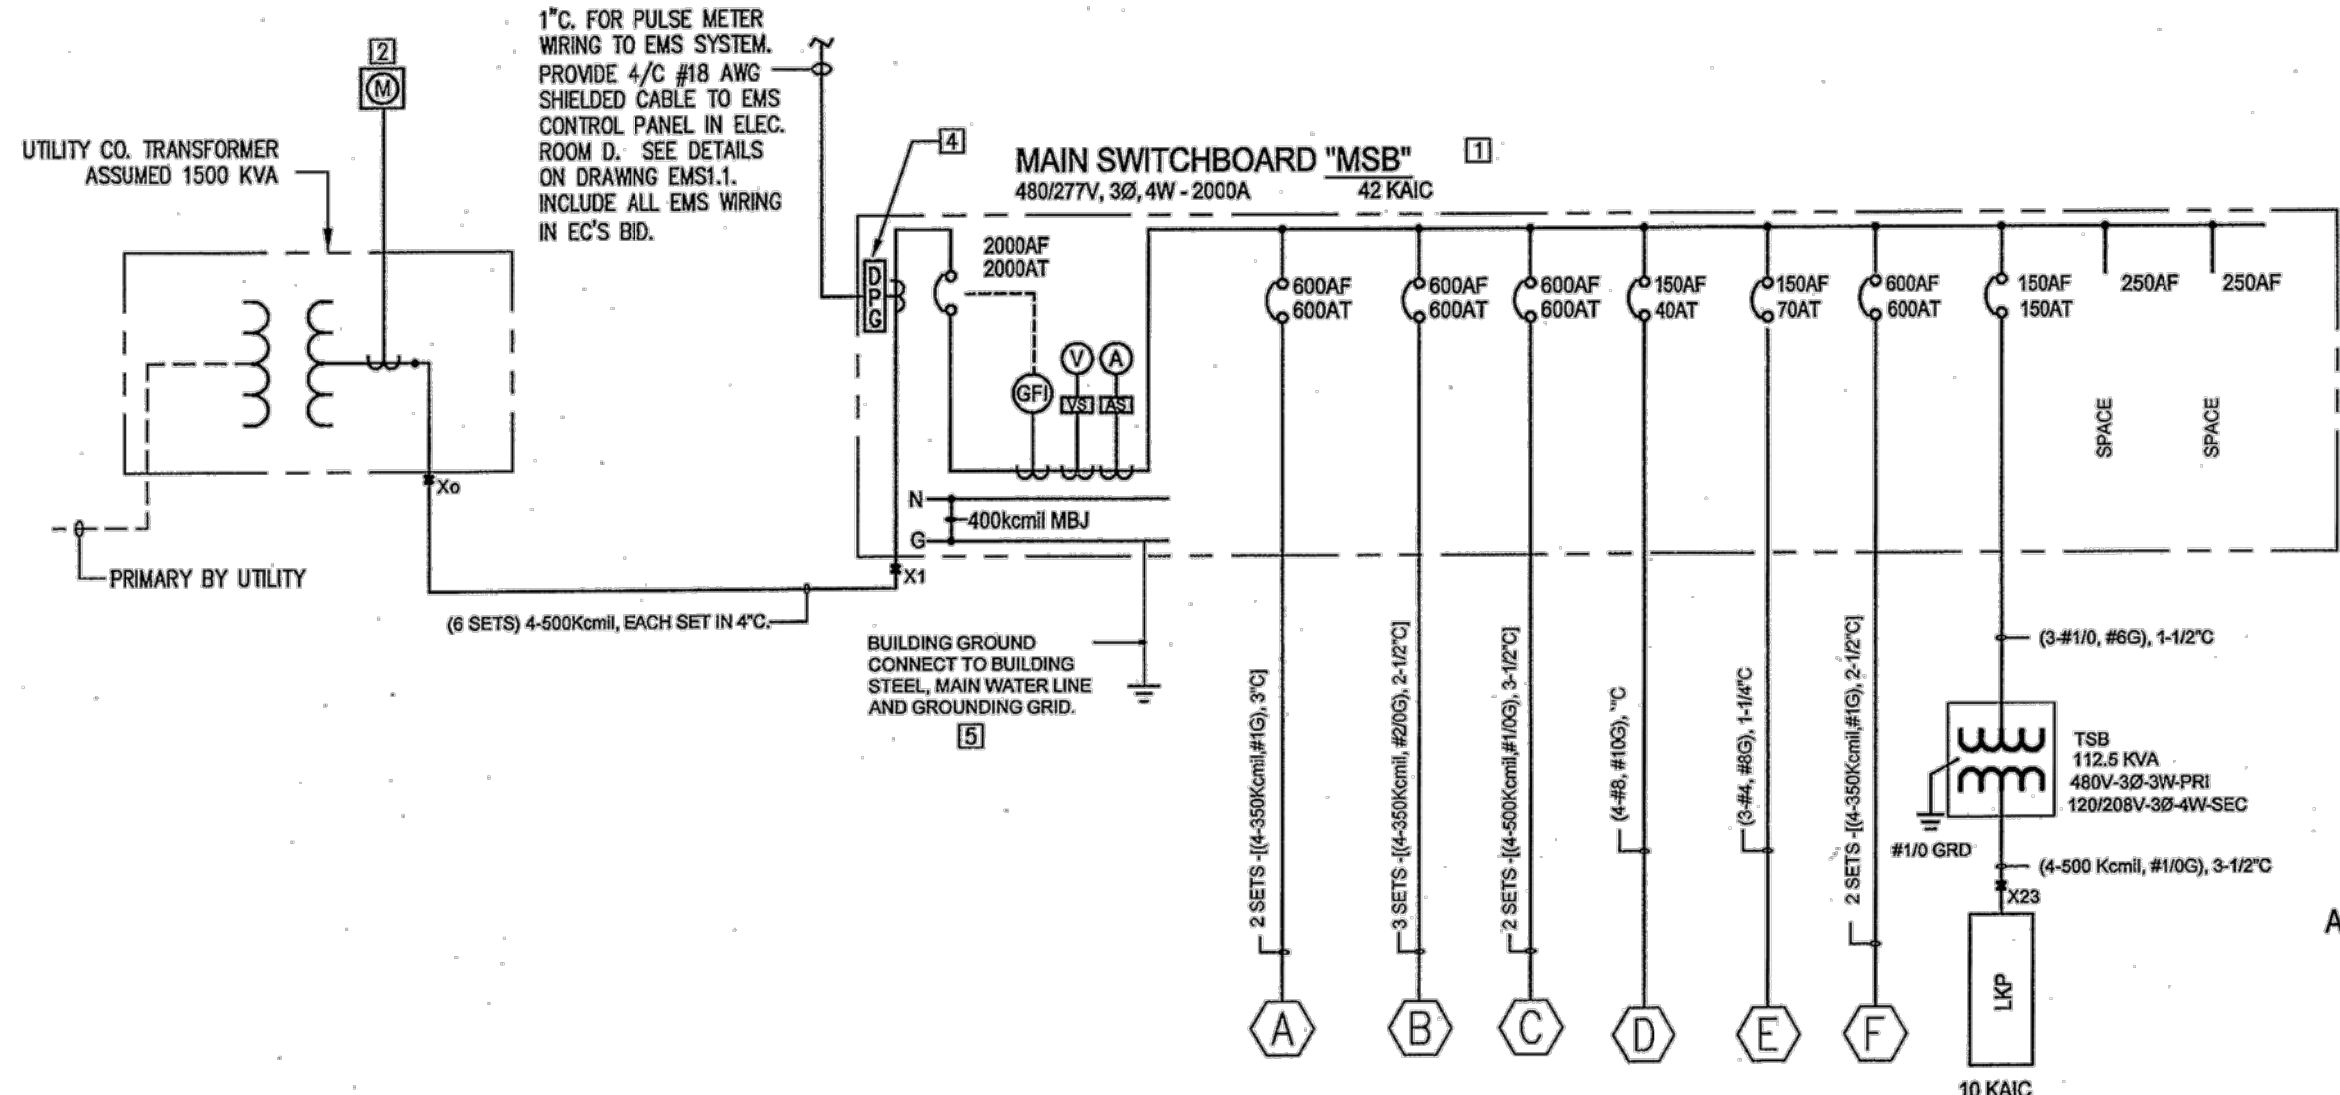 1"C. FOR PULSE METER
WIRING TO EMS SYSTEM.
PROVIDE 4/C #18 AWG
SHIELDED CABLE TO EMS
CONTROL PANEL IN ELEC.
ROOM D. SEE DETAILS
ON DRAWING EMS1.1.
INCLUDE ALL EMS WIRING
IN EC'S BID.
2
M
UTILITY CO. TRANSFORMER
ASSUMED 1500 KVA
4
MAIN SWITCHBOARD "MSB"
1
480/277V, 3Ø, 4W - 2000A
42 KAIC
DPG
2000AF
2000AT
GFI
V
A
VS
AS
600AF
600AT
600AF
600AT
600AF
600AT
150AF
40AT
150AF
70AT
600AF
600AT
150AF
150AT
250AF
250AF
SPACE
SPACE
Xo
N
400kcmil MBJ
G
X1
PRIMARY BY UTILITY
(6 SETS) 4-500Kcmil, EACH SET IN 4"C.
BUILDING GROUND
CONNECT TO BUILDING
STEEL, MAIN WATER LINE
AND GROUNDING GRID.
5
2 SETS -[(4-350Kcmil,#1G), 3"C]
3 SETS -[(4-350Kcmil, #2/0G), 2-1/2"C]
2 SETS -[(4-500Kcmil,#1/0G), 3-1/2"C]
(4-#8, #10G), "C
(3-#4, #8G), 1-1/4"C
2 SETS -[(4-350Kcmil,#1G), 2-1/2"C]
(3-#1/0, #6G), 1-1/2"C
TSB
112.5 KVA
480V-3Ø-3W-PRI
120/208V-3Ø-4W-SEC
#1/0 GRD
(4-500 Kcmil, #1/0G), 3-1/2"C
X23
LKP
10 KAIC
A
B
C
D
E
F
A